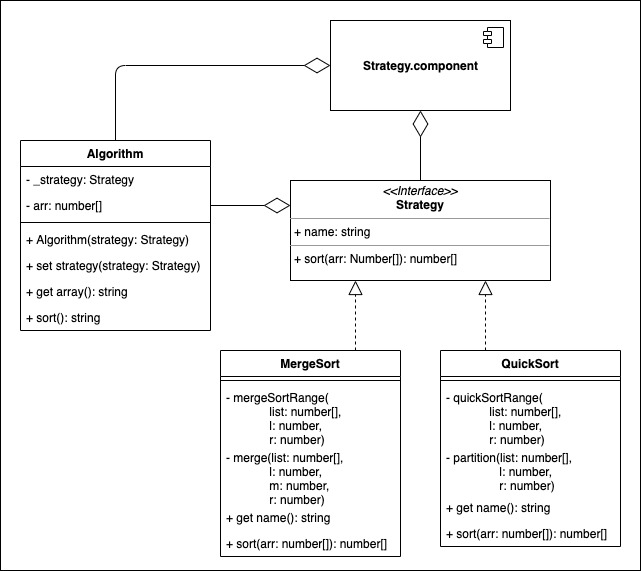 Strategy.component
Algorithm
- _strategy: Strategy
- arr: number[]
+ Algorithm(strategy: Strategy)
+ set strategy(strategy: Strategy)
+ get array(): string
+ sort(): string
<<Interface>>
Strategy
+ name: string
+ sort(arr: Number[]): number[]
MergeSort
- mergeSortRange(
list: number[],
l: number,
r: number)
- merge(list: number[],
l: number,
m: number,
r: number)
+ get name(): string
+ sort(arr: number[]): number[]
QuickSort
- quickSortRange(
list: number[],
l: number,
r: number)
- partition(list: number[],
l: number,
r: number)
+ get name(): string
+ sort(arr: number[]): number[]